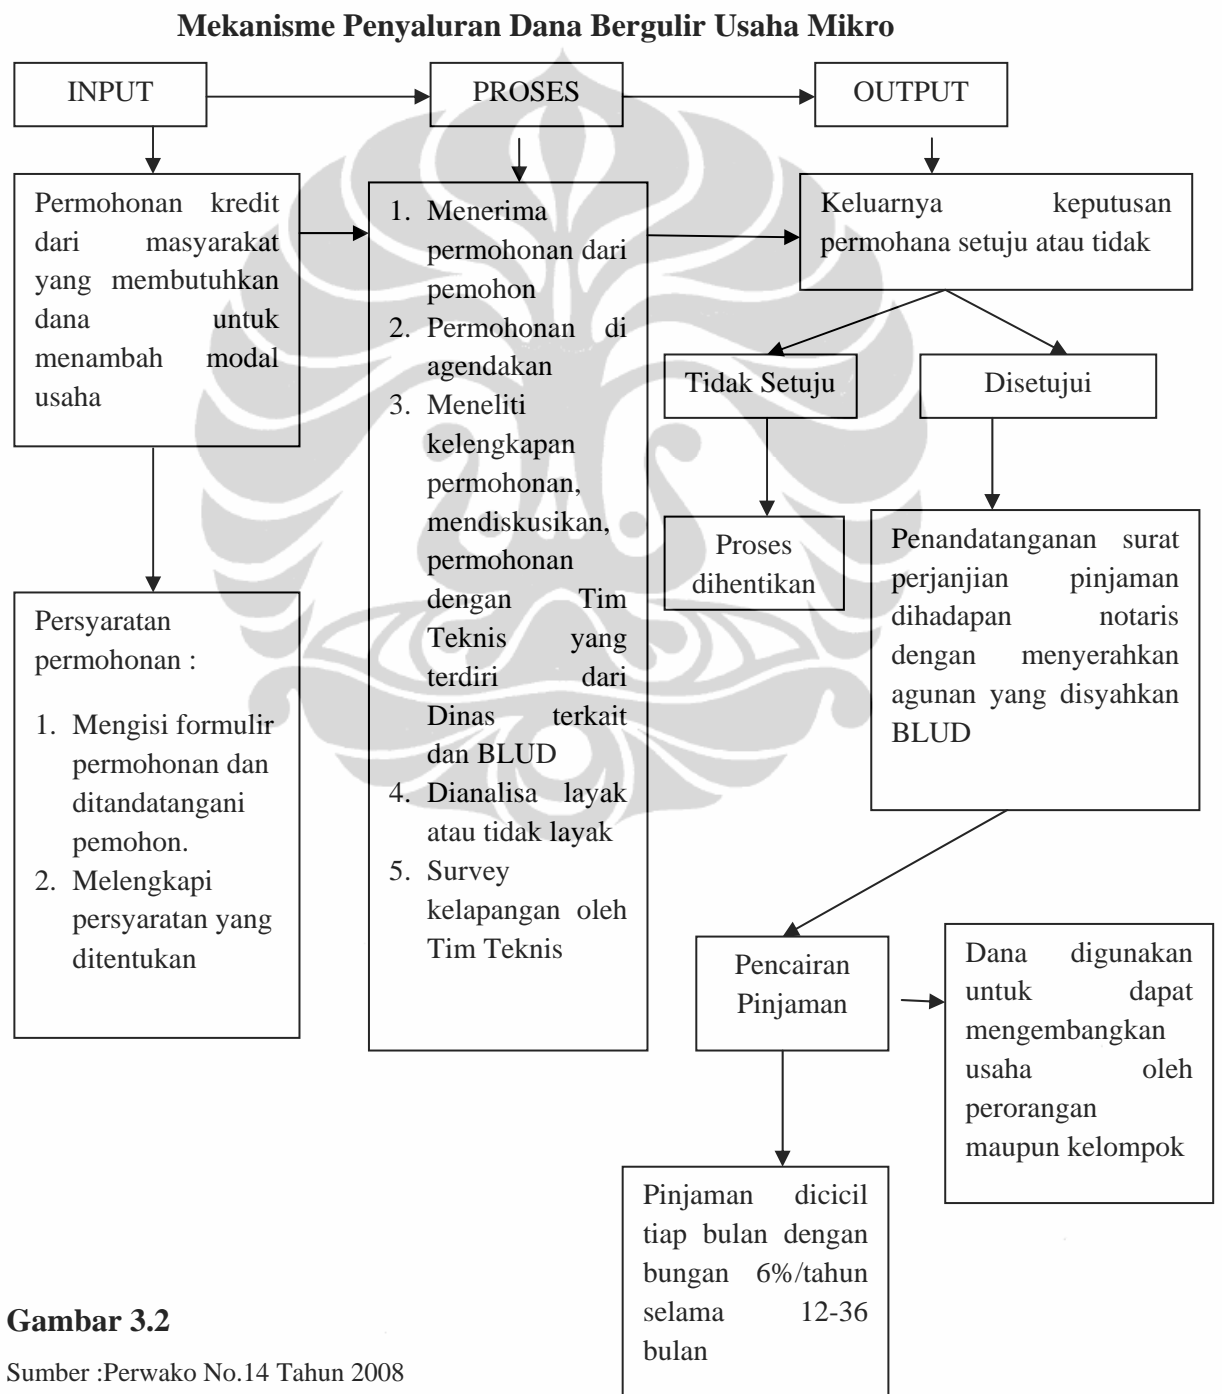 Mekanisme Penyaluran Dana Bergulir Usaha Mikro
INPUT
PROSES
OUTPUT
Permohonan kredit
dari masyarakat
yang membutuhkan
dana untuk
menambah modal
usaha
Persyaratan
permohonan :
1. Mengisi formulir
permohonan dan
ditandatangani
pemohon.
2. Melengkapi
persyaratan yang
ditentukan
1. Menerima
permohonan dari
pemohon
2. Permohonan di
agendakan
3. Meneliti
kelengkapan
permohonan,
mendiskusikan,
permohonan
dengan Tim
Teknis yang
terdiri dari
Dinas terkait
dan BLUD
4. Dianalisa layak
atau tidak layak
5. Survey
kelapangan oleh
Tim Teknis
Keluarnya keputusan
permohana setuju atau tidak
Tidak Setuju
Disetujui
Proses
dihentikan
Penandatanganan surat
perjanjian pinjaman
dihadapan notaris
dengan menyerahkan
agunan yang disyahkan
BLUD
Pencairan
Pinjaman
Dana digunakan
untuk dapat
mengembangkan
usaha oleh
perorangan
maupun kelompok
Pinjaman dicicil
tiap bulan dengan
bungan 6%/tahun
selama 12-36
bulan
Gambar 3.2
Sumber :Perwako No.14 Tahun 2008